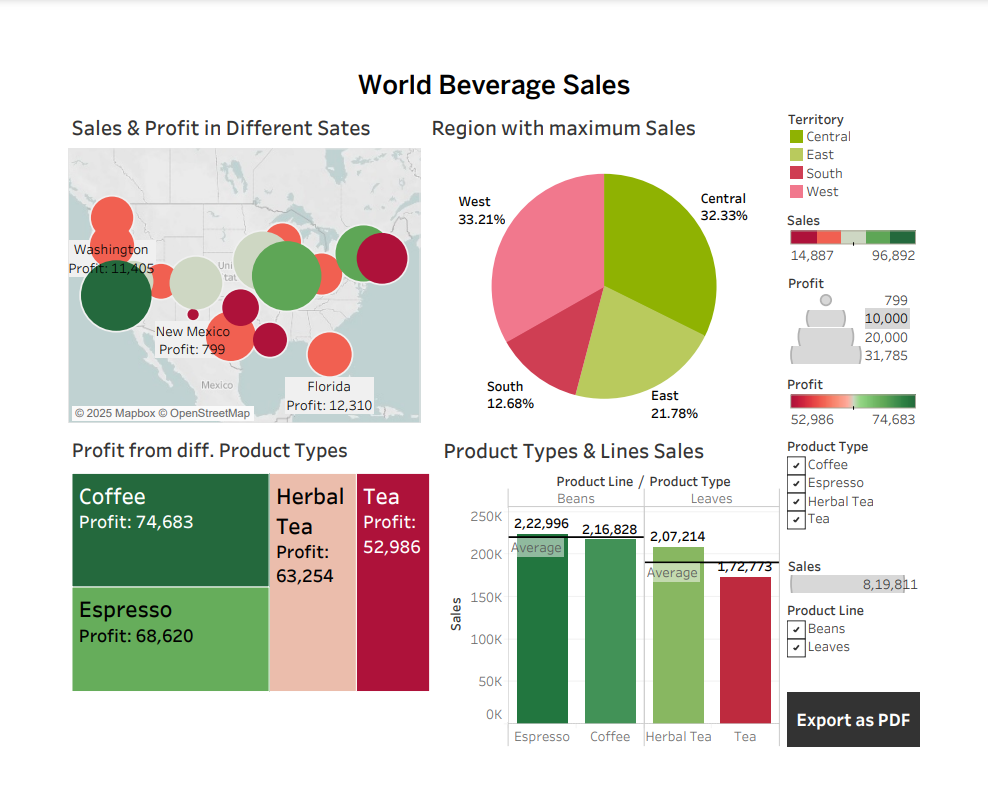 World Beverage Sales
Sales & Profit in Different Sates
Washington
Profit: 11,405
New Mexico
Profit: 799
Mexico
Florida
Profit: 12,310
© 2025 Mapbox © OpenStreetMap
Region with maximum Sales
West
33.21%
Central
32.33%
South
12.68%
East
21.78%
Territory
Central
East
South
West
Sales
14,887 96,892
Profit
799
10,000
20,000
31,785
Profit
52,986 74,683
Product Type
Coffee
Espresso
Herbal Tea
Tea
Sales
8,19,811
Product Line
Beans
Leaves
Export as PDF
Profit from diff. Product Types
Coffee
Profit: 74,683
Espresso
Profit: 68,620
Herbal
Tea
Profit:
63,254
Tea
Profit:
52,986
Product Types & Lines Sales
Product Line / Product Type
Beans Leaves
250K
200K
150K
100K
50K
0K
Sales
2,22,996
2,16,828
2,07,214
1,72,773
Average
Average
Espresso Coffee Herbal Tea Tea